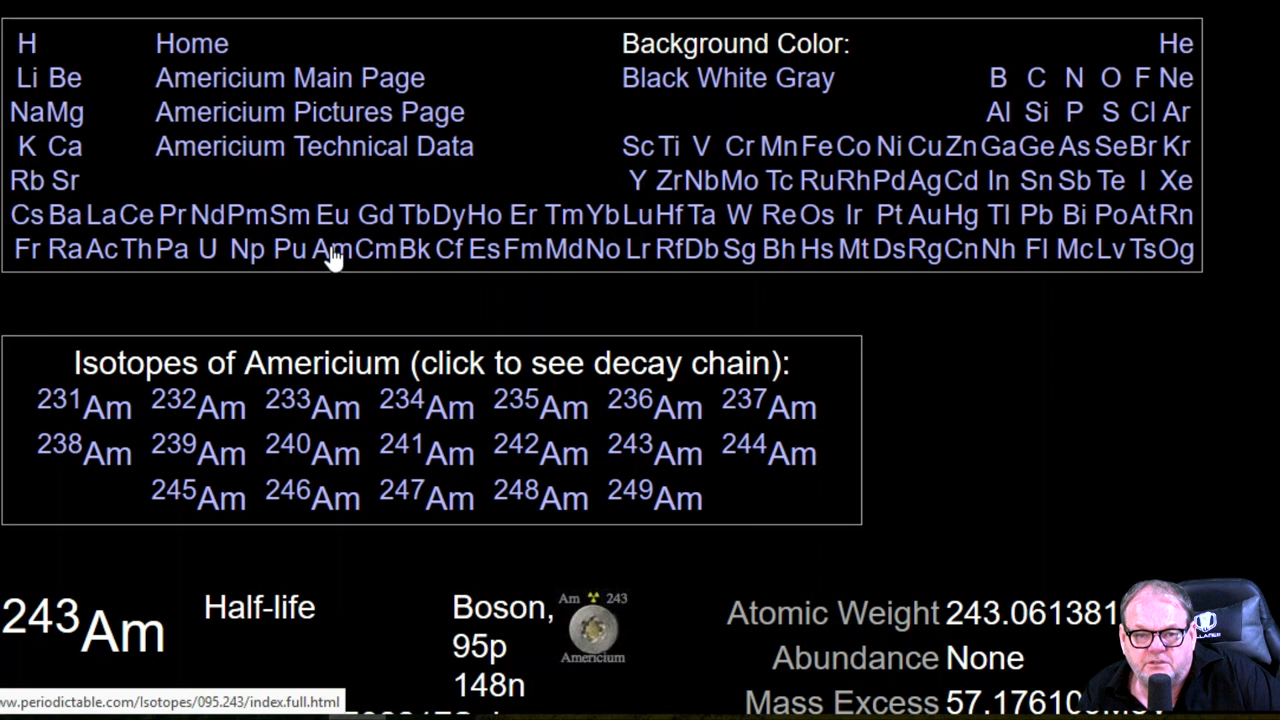 H Home Background Color: He
Li Be Americium Main Page Black White Gray B C N O F Ne
Na Mg Americium Pictures Page Al Si P S Cl Ar
K Ca Americium Technical Data Sc Ti V Cr Mn Fe Co Ni Cu Zn Ga Ge As Se Br Kr
Rb Sr Y Zr Nb Mo Tc Ru Rh Pd Ag Cd In Sn Sb Te I Xe
Cs Ba La Ce Pr Nd Pm Sm Eu Gd Tb Dy Ho Er Tm Yb Lu Hf Ta W Re Os Ir Pt Au Hg Tl Pb Bi Po At Rn
Fr Ra Ac Th Pa U Np Pu Am Cm Bk Cf Es Fm Md No Lr Rf Db Sg Bh Hs Mt Ds Rg Cn Nh Fl Mc Lv Ts Og
Isotopes of Americium (click to see decay chain):
231Am 232Am 233Am 234Am 235Am 236Am 237Am
238Am 239Am 240Am 241Am 242Am 243Am 244Am
245Am 246Am 247Am 248Am 249Am
243Am Half-life Boson,
95p
148n
Am 243
Americium
Atomic Weight 243.061381
Abundance None
Mass Excess 57.17610
ww.periodictable.com/Isotopes/095.243/index.full.html